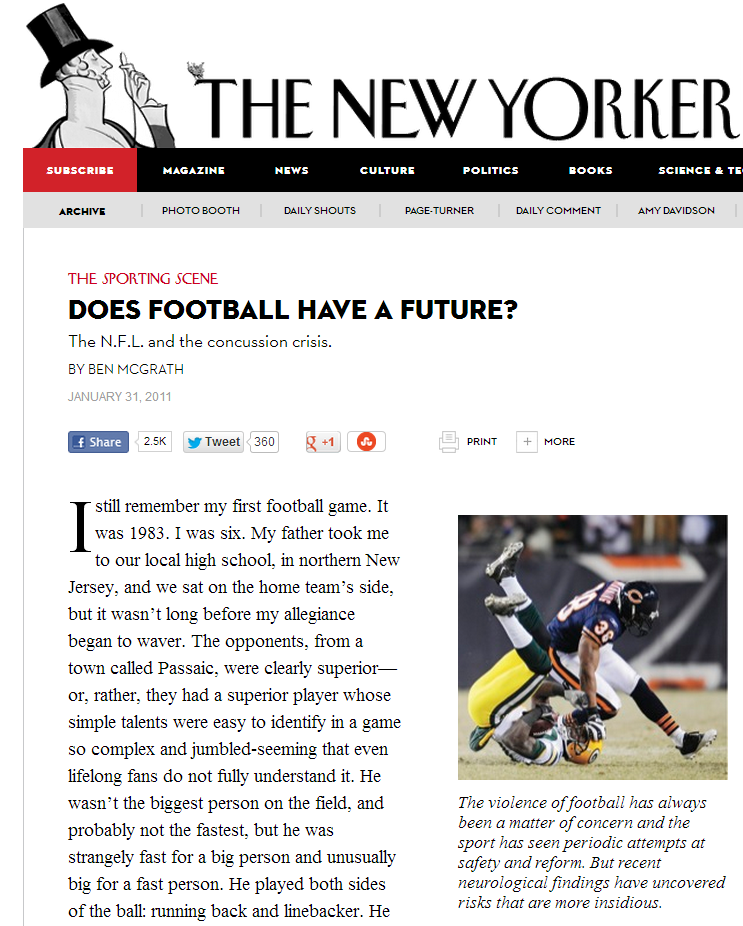 THE NEW YORKER
SUBSCRIBE MAGAZINE NEWS CULTURE POLITICS BOOKS SCIENCE & TE
ARCHIVE PHOTO BOOTH DAILY SHOUTS PAGE-TURNER DAILY COMMENT AMY DAVIDSON
THE SPORTING SCENE
DOES FOOTBALL HAVE A FUTURE?
The N.F.L. and the concussion crisis.
BY BEN MCGRATH
JANUARY 31, 2011
Share 2.5K Tweet 360 +1 PRINT + MORE
I still remember my first football game. It
was 1983. I was six. My father took me
to our local high school, in northern New
Jersey, and we sat on the home team’s side,
but it wasn’t long before my allegiance
began to waver. The opponents, from a
town called Passaic, were clearly superior—
or, rather, they had a superior player whose
simple talents were easy to identify in a game
so complex and jumbled-seeming that even
lifelong fans do not fully understand it. He
wasn’t the biggest person on the field, and
probably not the fastest, but he was
strangely fast for a big person and unusually
big for a fast person. He played both sides
of the ball: running back and linebacker. He
38
The violence of football has always
been a matter of concern and the
sport has seen periodic attempts at
safety and reform. But recent
neurological findings have uncovered
risks that are more insidious.